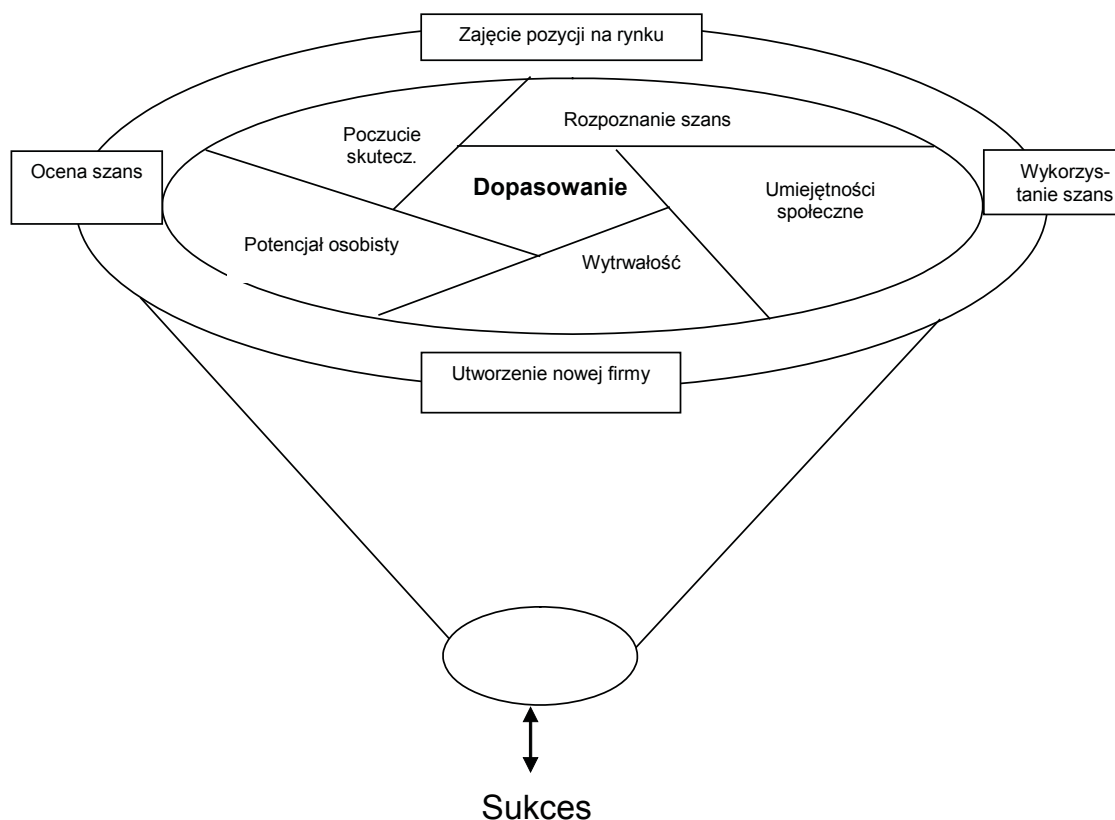 Zajęcie pozycji na rynku
Rozpoznanie szans
Poczucie
skutecz.
Ocena szans
Wykorzys-
tanie szans
Dopasowanie
Umiejętności
społeczne
Potencjał osobisty
Wytrwałość
Utworzenie nowej firmy
Sukces